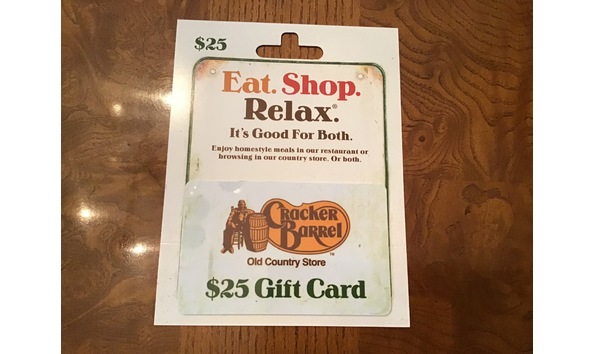 $25
Eat. Shop.
Relax.®
It's Good For Both.
Enjoy homestyle meals in our restaurant or
browsing in our country store. Or both.
Cracker
Barrel
™
Old Country Store
$25 Gift Card